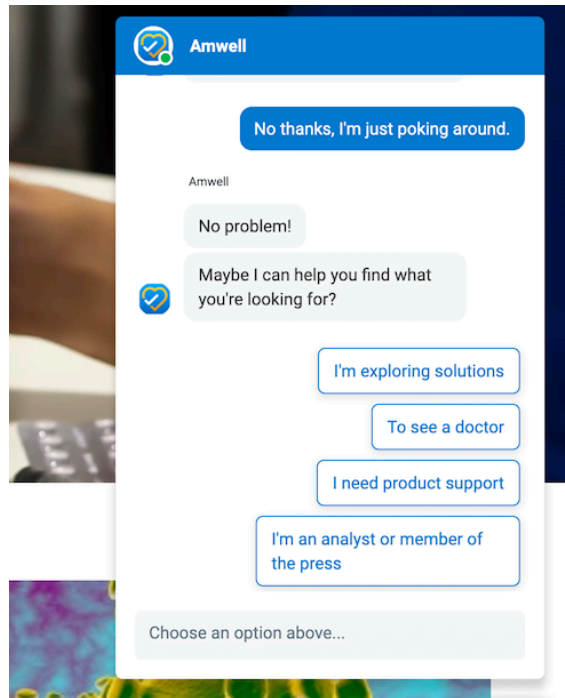 Amwell
No thanks, I'm just poking around.
Amwell
No problem!
Maybe I can help you find what
you're looking for?
I'm exploring solutions
To see a doctor
I need product support
I'm an analyst or member of
the press
Choose an option above...